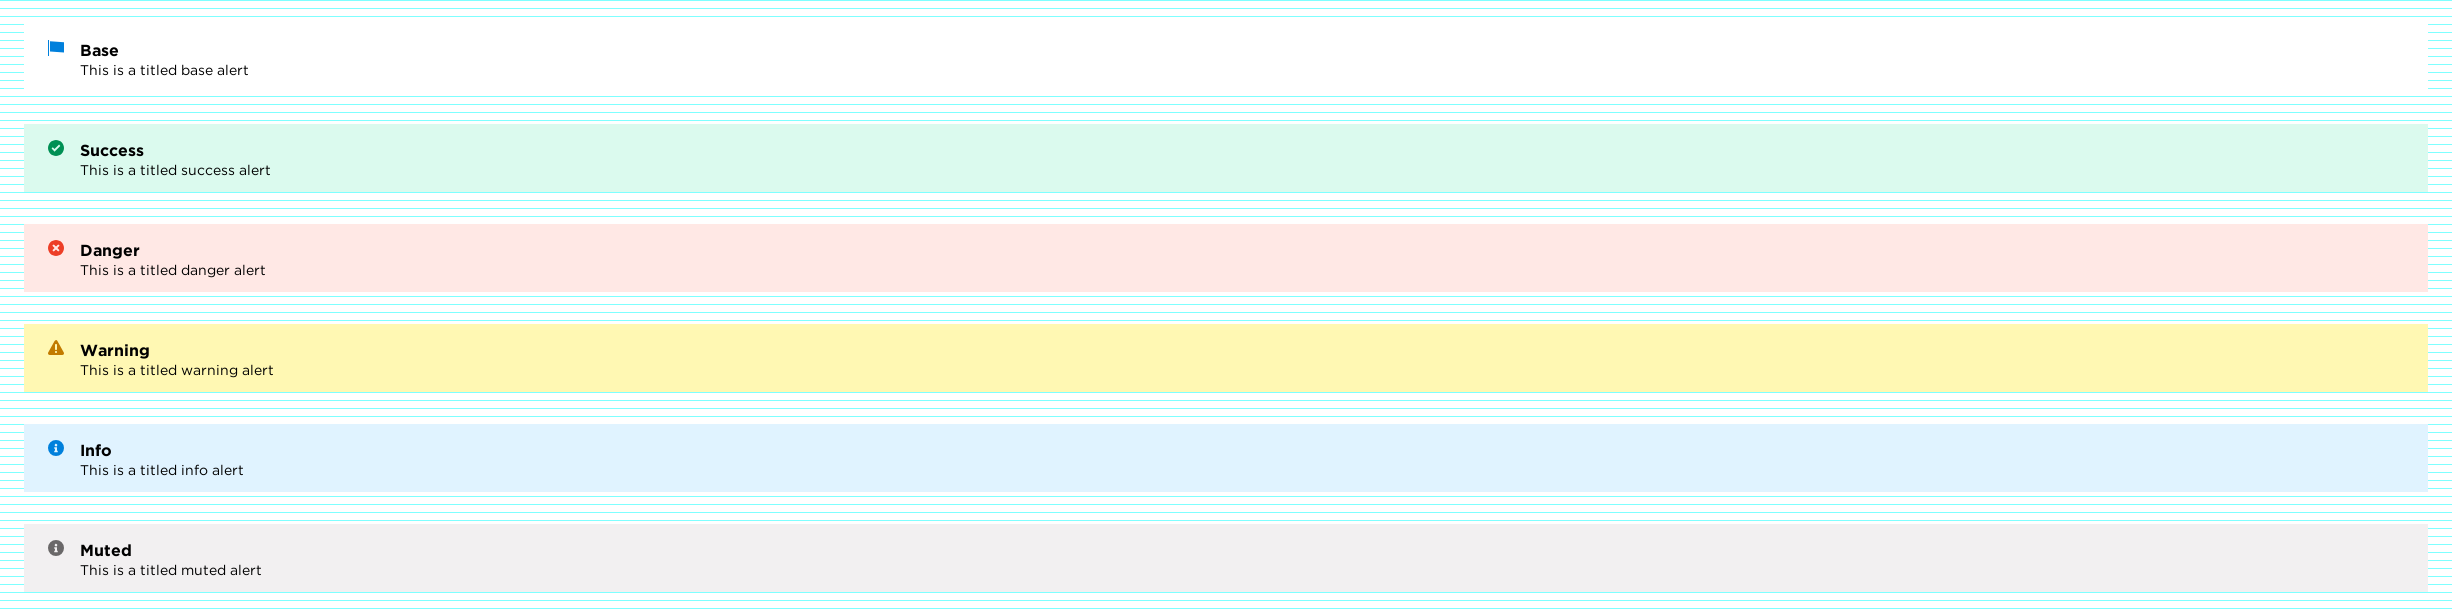 Base
This is a titled base alert
Success
This is a titled success alert
Danger
This is a titled danger alert
Warning
This is a titled warning alert
Info
This is a titled info alert
Muted
This is a titled muted alert